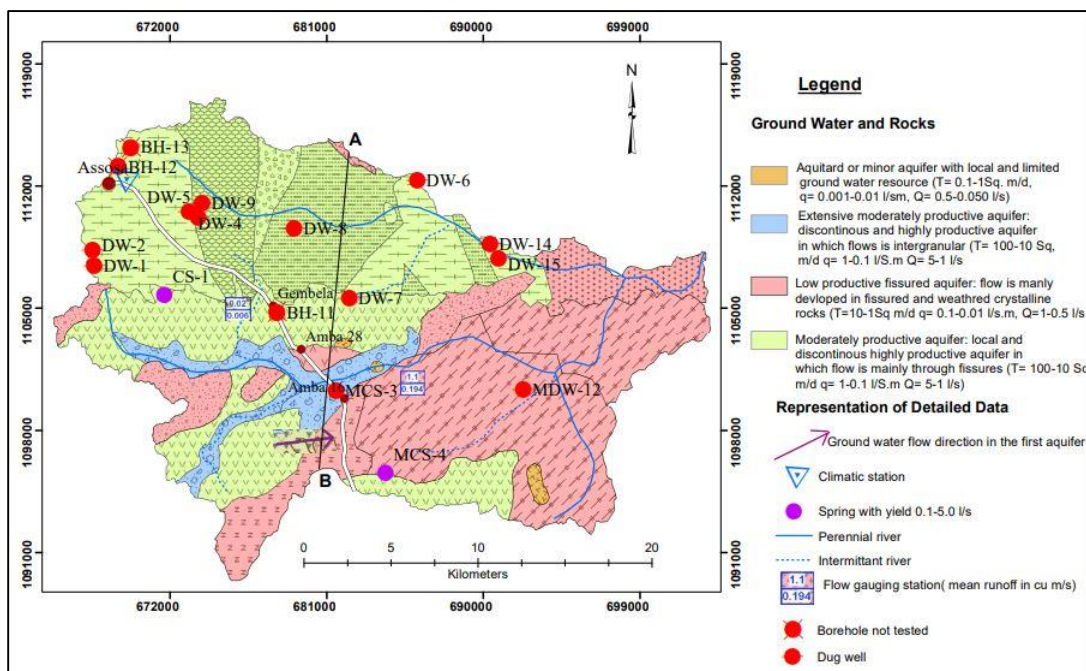 672000 681000 690000 699000
1119000 1119000
N
A
BH-13
Assosa BH-12
DW-6
1112000 1112000
DW-5 DW-9
DW-4
DW-8
DW-2
DW-14
DW-1
DW-15
CS-1
DW-7
0.02
0.006
Gembela
1105000 1105000
BH-11
Amba 28
1.1
0.194
MCS-3
MDW-12
1098000 1098000
MCS-4
B
0 5 10 20
Kilometers
1091000 1091000
672000 681000 690000 699000
Legend
Ground Water and Rocks
Aquitard or minor aquifer with local and limited
ground water resource (T= 0.1-1Sq. m/d,
q= 0.001-0.01 l/sm, Q= 0.5-0.050 l/s)
Extensive moderately productive aquifer:
discontinous and highly productive aquifer
in which flows is intergranular (T= 100-10 Sq,
m/d q= 1-0.1 l/S.m Q= 5-1 l/s
Low productive fissured aquifer: flow is manly
devloped in fissured and weathred crystalline
rocks (T=10-1Sq m/d q= 0.1-0.01 l/s.m, Q=1-0.5 l/s
Moderately productive aquifer: local and
discontinous highly productive aquifer in
which flow is mainly through fissures (T= 100-10 Sq
m/d q= 1-0.1 l/S.m Q= 5-1 l/s)
Representation of Detailed Data
Ground water flow direction in the first aquifer
Climatic station
Spring with yield 0.1-5.0 l/s
Perennial river
Intermittant river
1.1
0.194
Flow gauging station( mean runoff in cu m/s)
Borehole not tested
Dug well